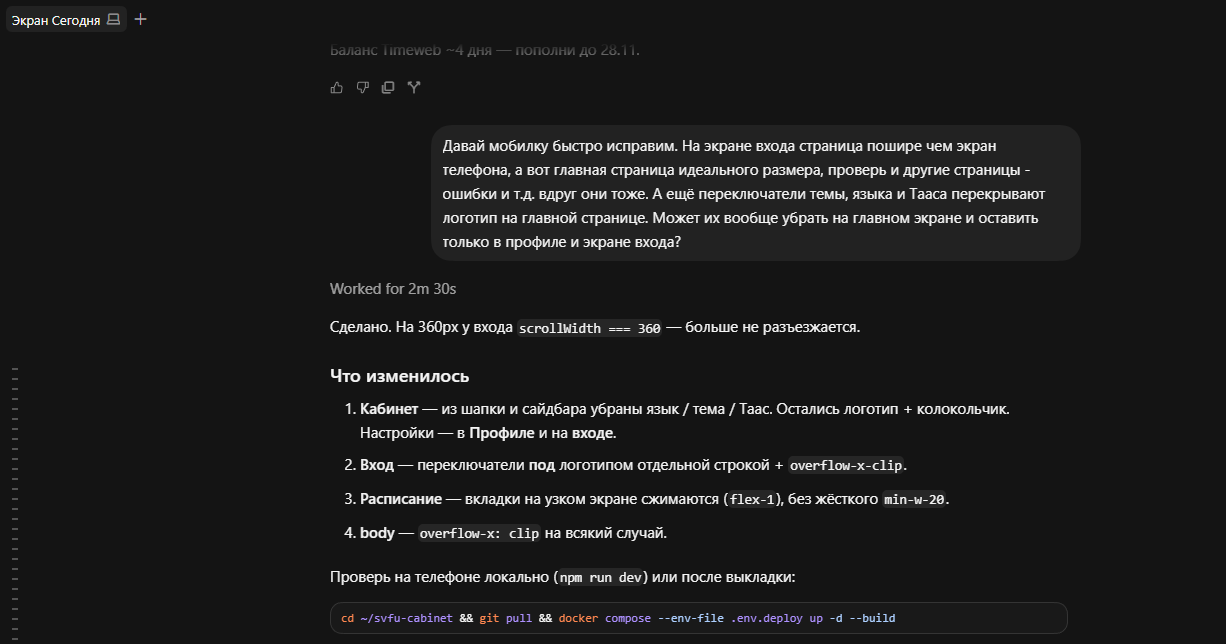 Экран Сегодня
Баланс Timeweb ~4 дня — пополни до 28.11.
Давай мобилку быстро исправим. На экране входа страница пошире чем экран
телефона, а вот главная страница идеального размера, проверь и другие страницы -
ошибки и т.д. вдруг они тоже. А ещё переключатели темы, языка и Тааса перекрывают
логотип на главной странице. Может их вообще убрать на главном экране и оставить
только в профиле и экране входа?
Worked for 2m 30s
Сделано. На 360px у входа scrollWidth === 360 — больше не разъезжается.
Что изменилось
1. Кабинет — из шапки и сайдбара убраны язык / тема / Таас. Остались логотип + колокольчик.
Настройки — в Профиле и на входе.
2. Вход — переключатели под логотипом отдельной строкой + overflow-x-clip.
3. Расписание — вкладки на узком экране сжимаются (flex-1), без жёсткого min-w-20.
4. body — overflow-x: clip на всякий случай.
Проверь на телефоне локально (npm run dev) или после выкладки:
cd ~/svfu-cabinet && git pull && docker compose --env-file .env.deploy up -d --build